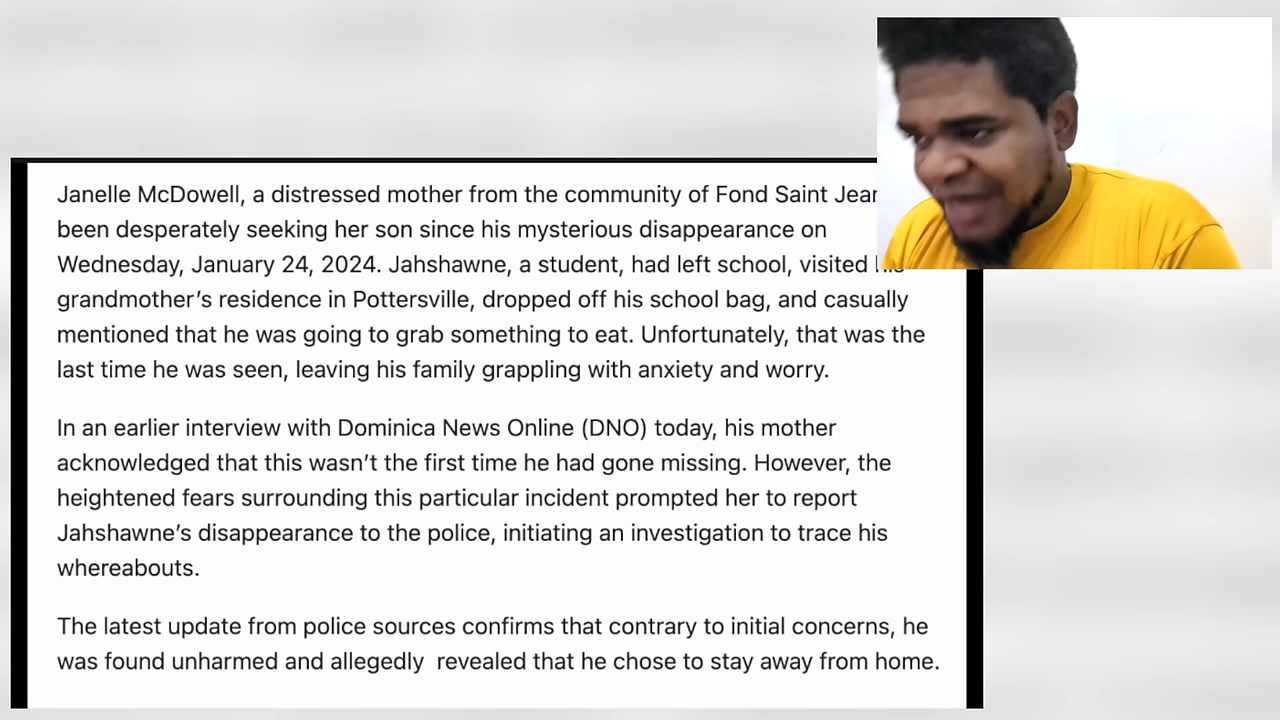 Janelle McDowell, a distressed mother from the community of Fond Saint Jean
been desperately seeking her son since his mysterious disappearance on
Wednesday, January 24, 2024. Jahshawne, a student, had left school, visited his
grandmother’s residence in Pottersville, dropped off his school bag, and casually
mentioned that he was going to grab something to eat. Unfortunately, that was the
last time he was seen, leaving his family grappling with anxiety and worry.
In an earlier interview with Dominica News Online (DNO) today, his mother
acknowledged that this wasn’t the first time he had gone missing. However, the
heightened fears surrounding this particular incident prompted her to report
Jahshawne’s disappearance to the police, initiating an investigation to trace his
whereabouts.
The latest update from police sources confirms that contrary to initial concerns, he
was found unharmed and allegedly  revealed that he chose to stay away from home.